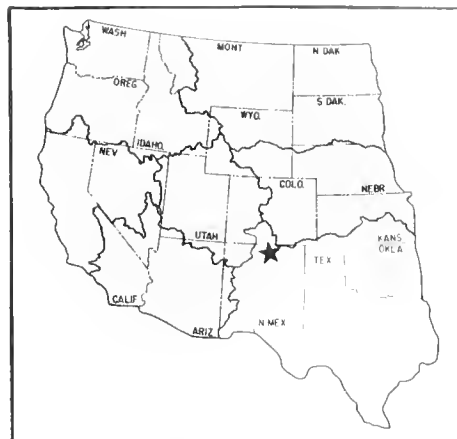 WASH
MONT
N DAK
OREG
S DAK.
WYO.
IDAHO.
NEV
COLO.
NEBR
UTAH
KANS
OKLA
TEX
CALIF
N MEX
ARIZ